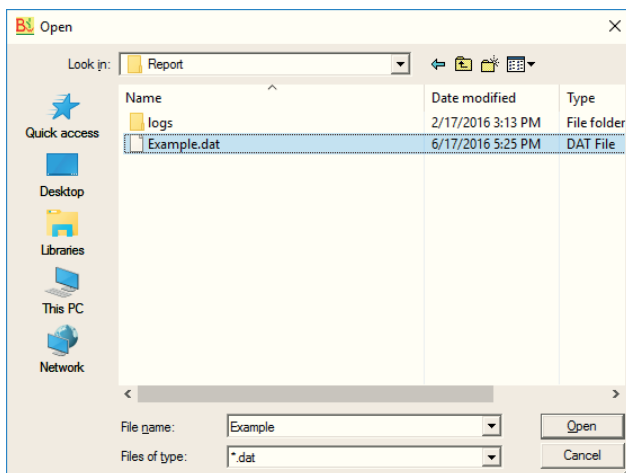 Open
Look in: Report
Name Date modified Type
logs 2/17/2016 3:13 PM File folder
Example.dat 6/17/2016 5:25 PM DAT File
Quick access
Desktop
Libraries
This PC
Network
File name: Example Open
Files of type: *.dat Cancel